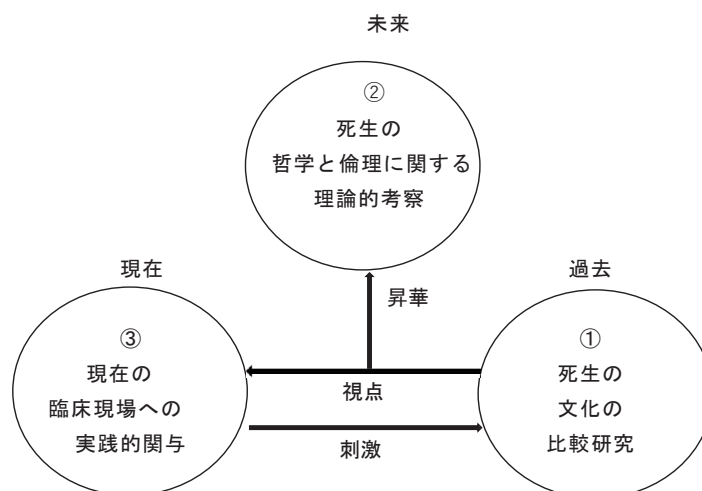 未来
②
死生の
哲学と倫理に関する
理論的考察
現在
過去
昇華
③
現在の
臨床現場への
実践的関与
①
死生の
文化の
比較研究
視点
刺激